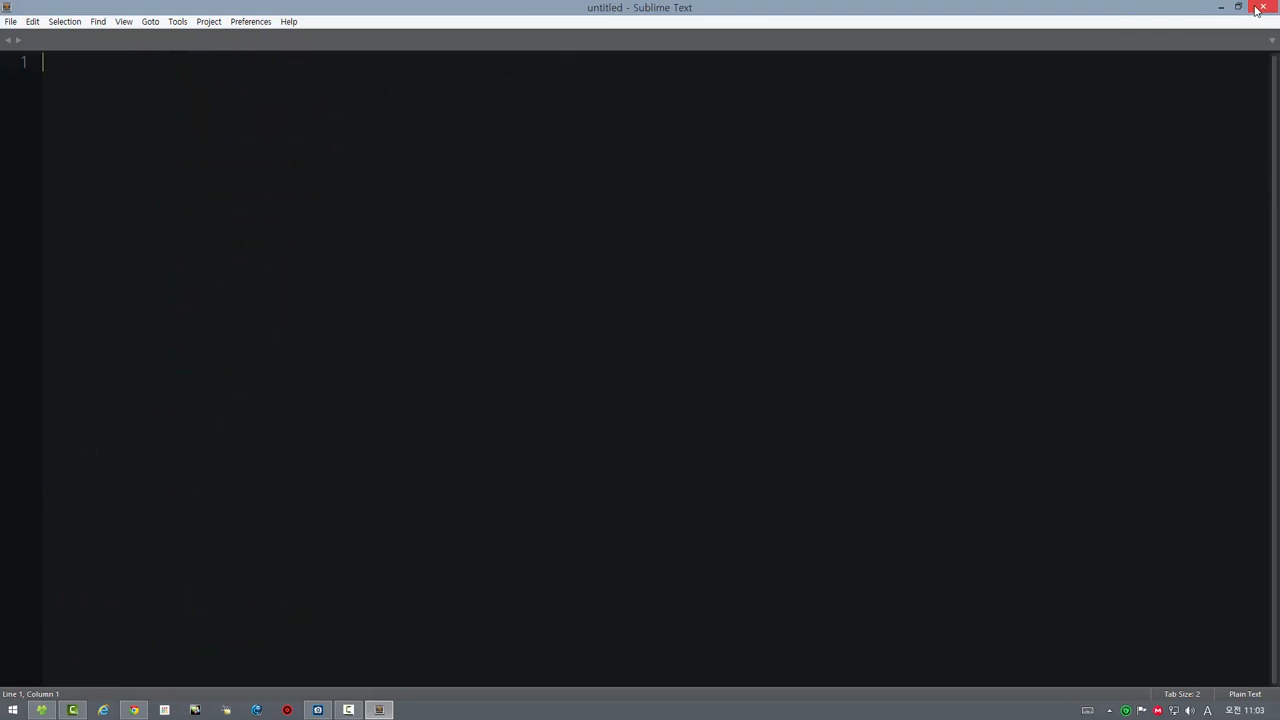 untitled - Sublime Text
File Edit Selection Find View Goto Tools Project Preferences Help
1
Line 1, Column 1 Tab Size: 2 Plain Text
A 오전 11:03